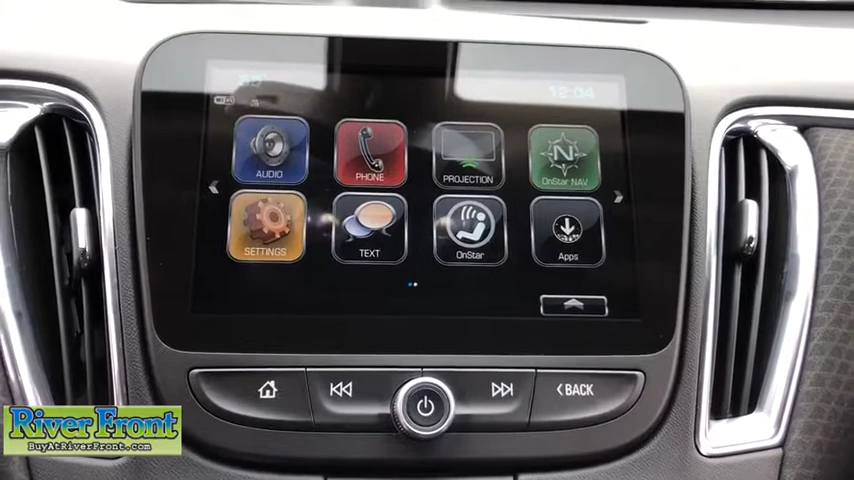 12:04
AUDIO
PHONE
PROJECTION
N
OnStar NAV
SETTINGS
TEXT
OnStar
Apps
BACK
River Front
BuyAtRiverFront.com